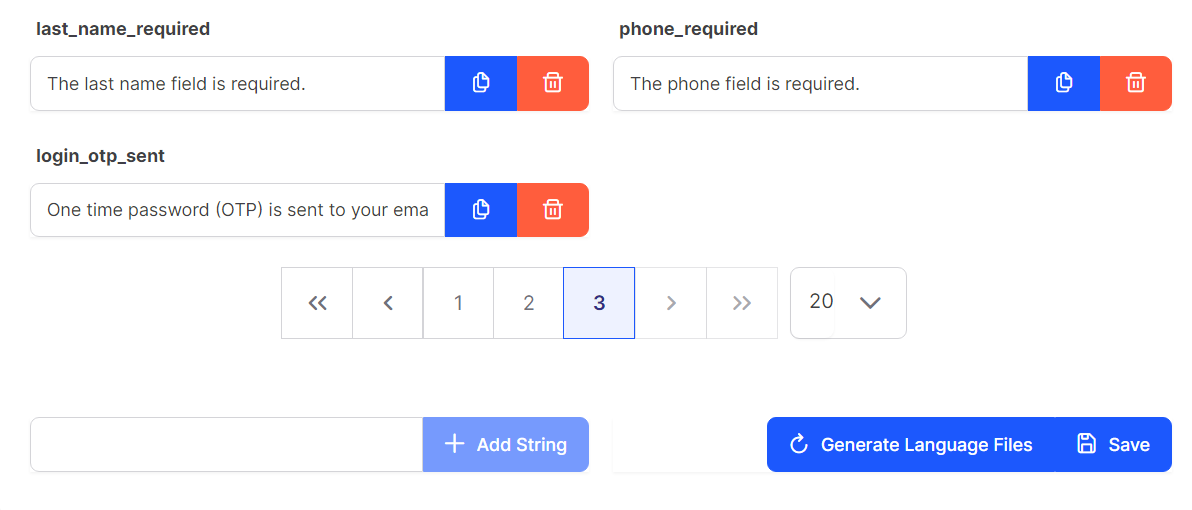 last_name_required
phone_required
The last name field is required.
The phone field is required.
login_otp_sent
One time password (OTP) is sent to your ema
1 2 3 20
Add String
Generate Language Files
Save